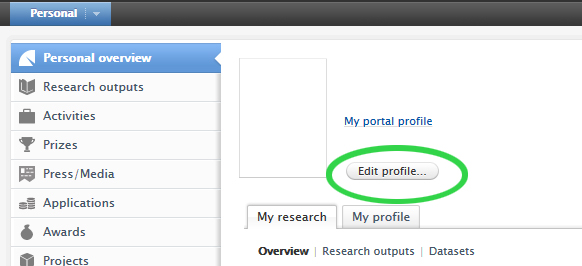 Personal
Personal overview
Research outputs
Activities
Prizes
Press/Media
Applications
Awards
Projects
My portal profile
Edit profile...
My research
My profile
Overview | Research outputs | Datasets